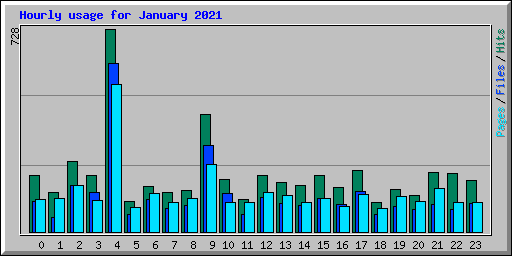 Hourly usage for January 2021
728
Pages / Files / Hits
0 1 2 3 4 5 6 7 8 9 10 11 12 13 14 15 16 17 18 19 20 21 22 23